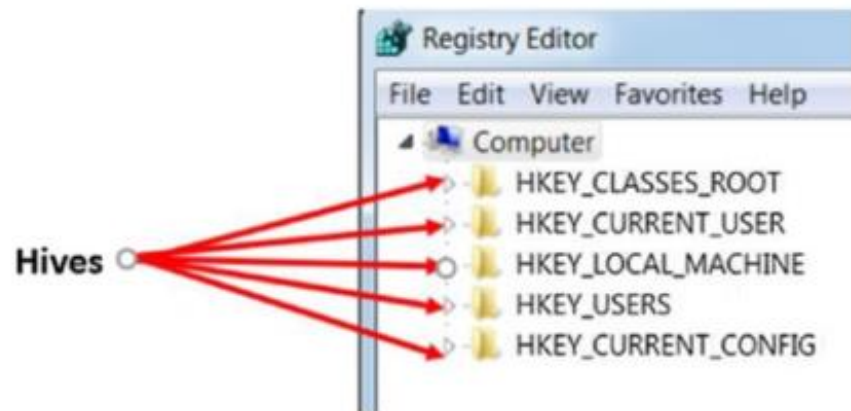 Registry Editor
File Edit View Favorites Help
Computer
HKEY_CLASSES_ROOT
HKEY_CURRENT_USER
Hives
HKEY_LOCAL_MACHINE
HKEY_USERS
HKEY_CURRENT_CONFIG